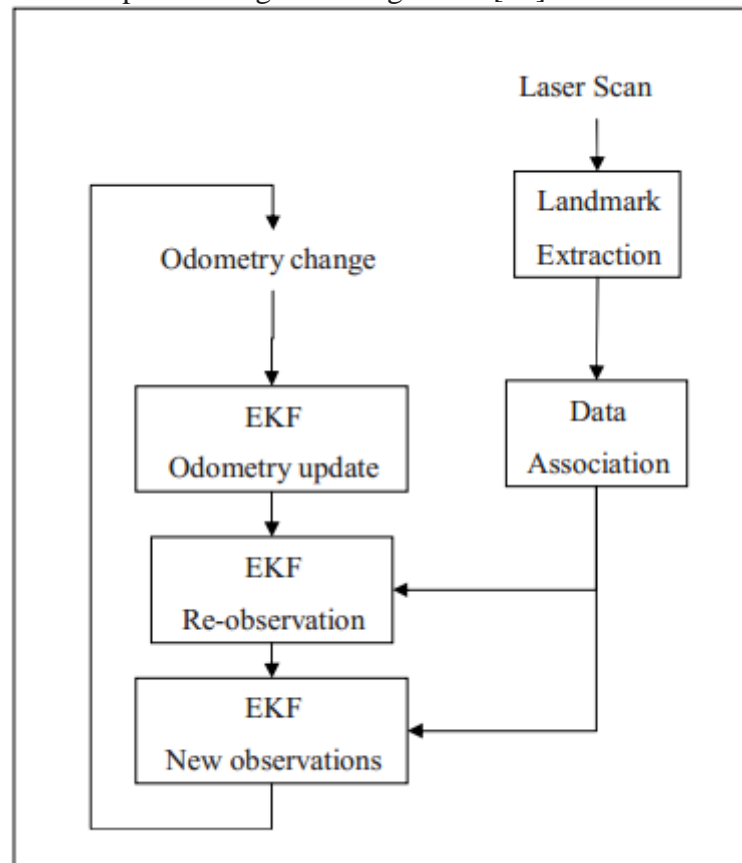 Laser Scan
Landmark
Extraction
Odometry change
EKF
Odometry update
Data
Association
EKF
Re-observation
EKF
New observations